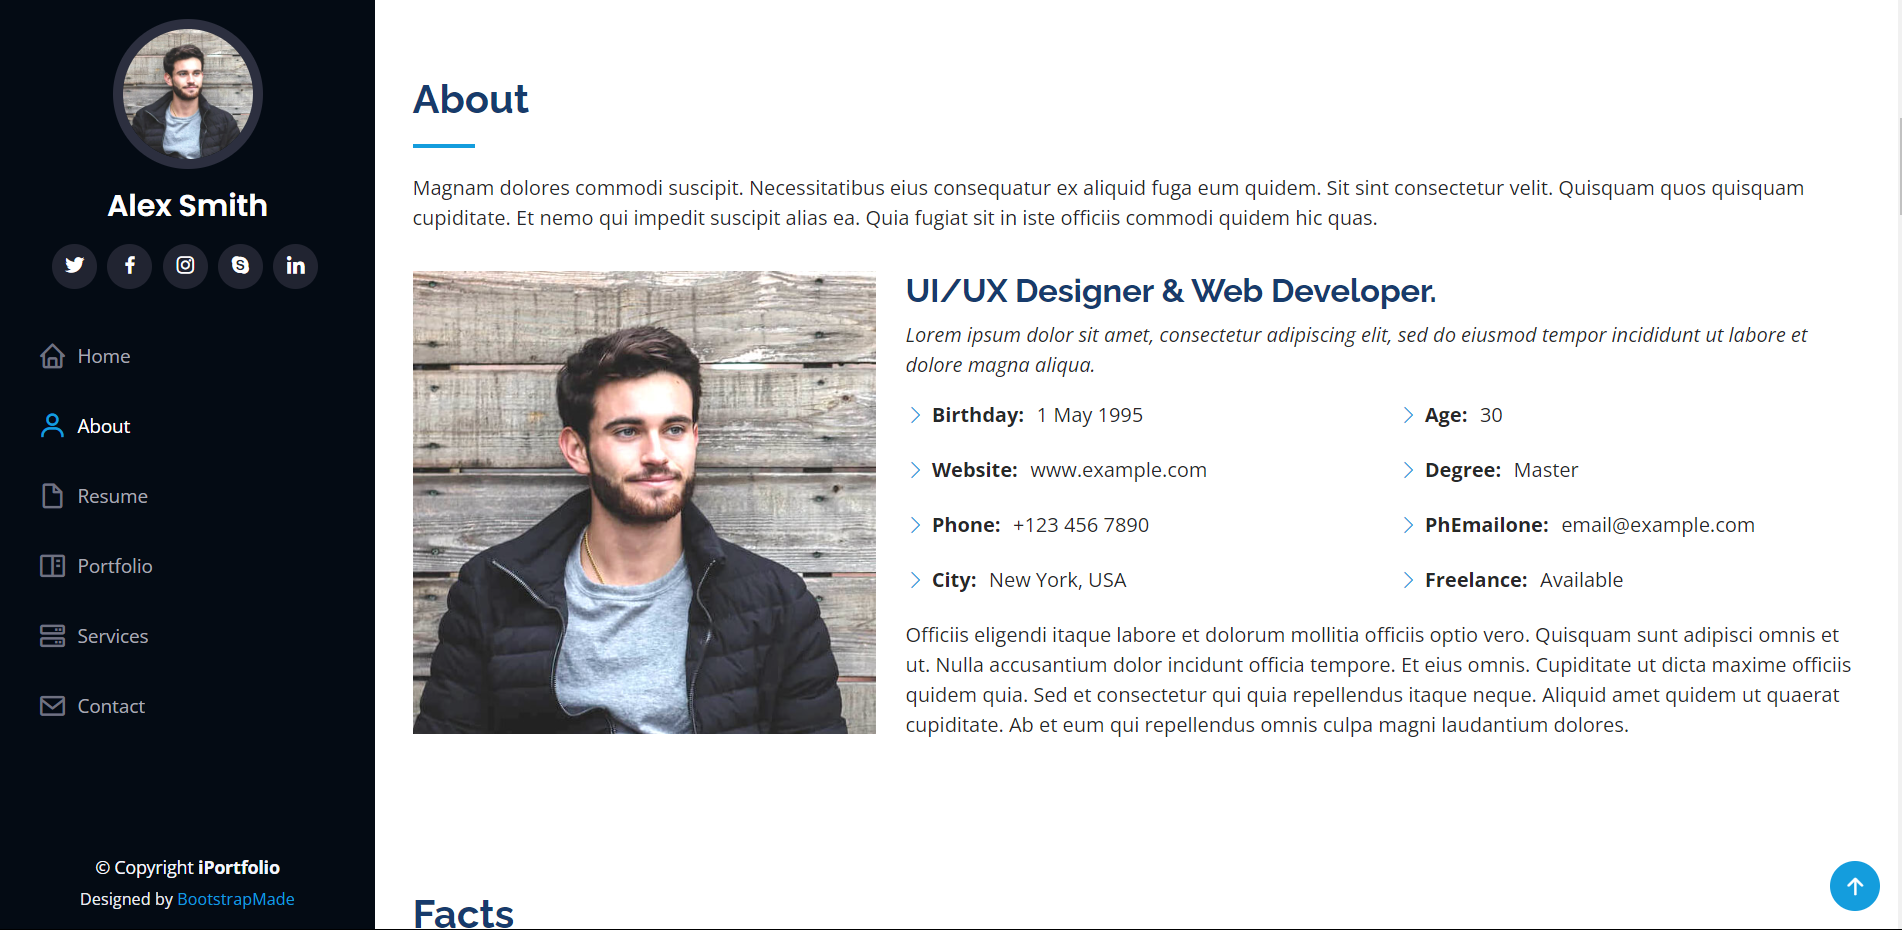 Alex Smith
Home
About
Resume
Portfolio
Services
Contact
© Copyright iPortfolio
Designed by BootstrapMade
About
Magnam dolores commodi suscipit. Necessitatibus eius consequatur ex aliquid fuga eum quidem. Sit sint consectetur velit. Quisquam quos quisquam
cupiditate. Et nemo qui impedit suscipit alias ea. Quia fugiat sit in iste officiis commodi quidem hic quas.
UI/UX Designer & Web Developer.
Lorem ipsum dolor sit amet, consectetur adipiscing elit, sed do eiusmod tempor incididunt ut labore et
dolore magna aliqua.
Birthday: 1 May 1995
Website: www.example.com
Phone: +123 456 7890
City: New York, USA
Age: 30
Degree: Master
PhEmailone: email@example.com
Freelance: Available
Officiis eligendi itaque labore et dolorum mollitia officiis optio vero. Quisquam sunt adipisci omnis et
ut. Nulla accusantium dolor incidunt officia tempore. Et eius omnis. Cupiditate ut dicta maxime officiis
quidem quia. Sed et consectetur qui quia repellendus itaque neque. Aliquid amet quidem ut quaerat
cupiditate. Ab et eum qui repellendus omnis culpa magni laudantium dolores.
Facts